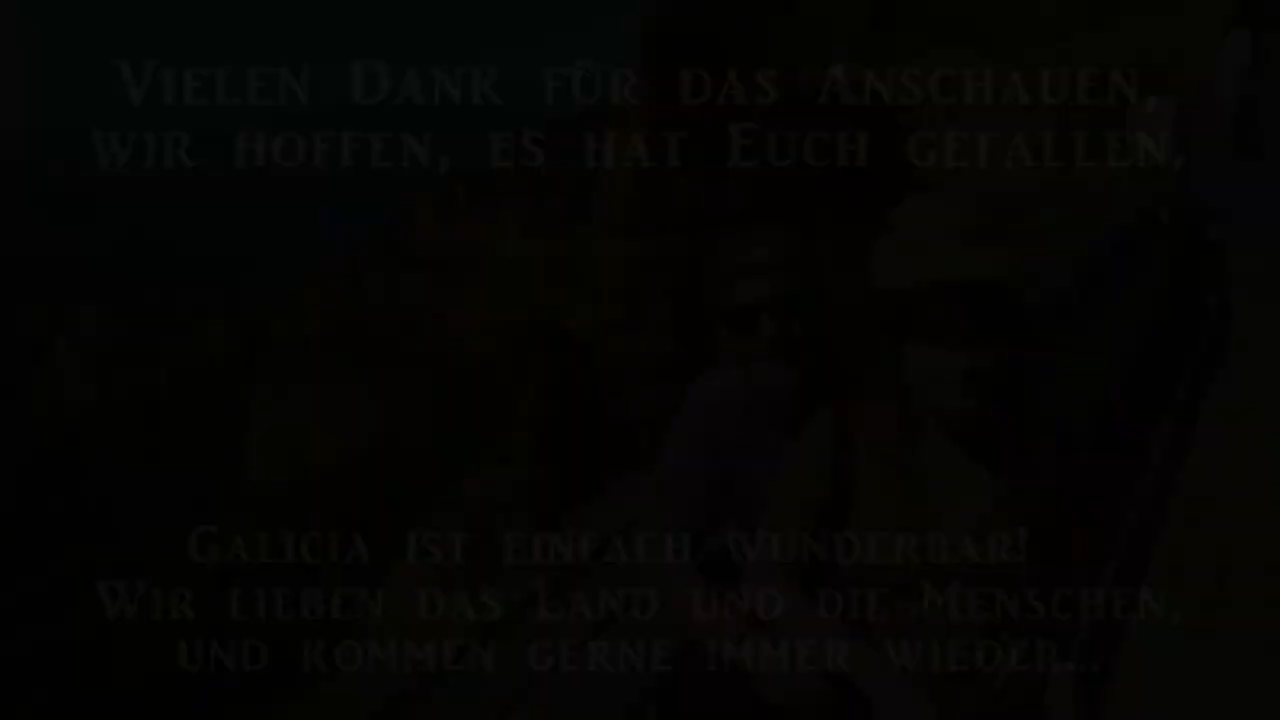 Vielen Dank für das Anschauen,
wir hoffen, es hat Euch gefallen,
Galicia ist einfach wunderbar!
Wir lieben das Land und die Menschen,
und kommen gerne immer wieder...